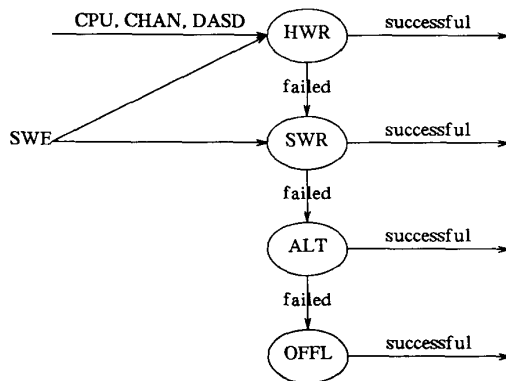 CPU, CHAN, DASD
HWR
successful
failed
SWE
SWR
successful
failed
ALT
successful
failed
OFFL
successful